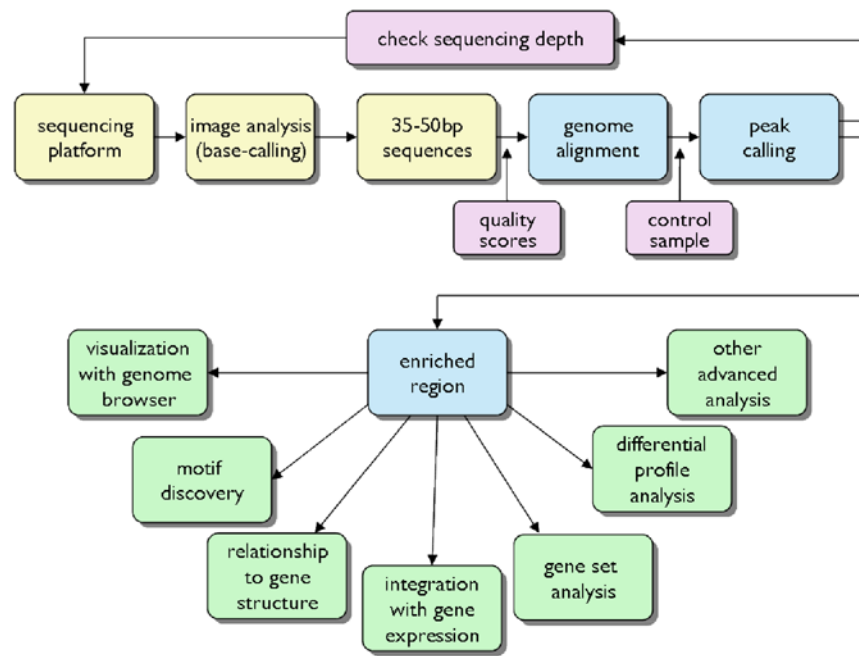 check sequencing depth
sequencing
platform
image analysis
(base-calling)
35-50bp
sequences
genome
alignment
peak
calling
quality
scores
control
sample
visualization
with genome
browser
enriched
region
other
advanced
analysis
motif
discovery
differential
profile
analysis
relationship
to gene
structure
integration
with gene
expression
gene set
analysis